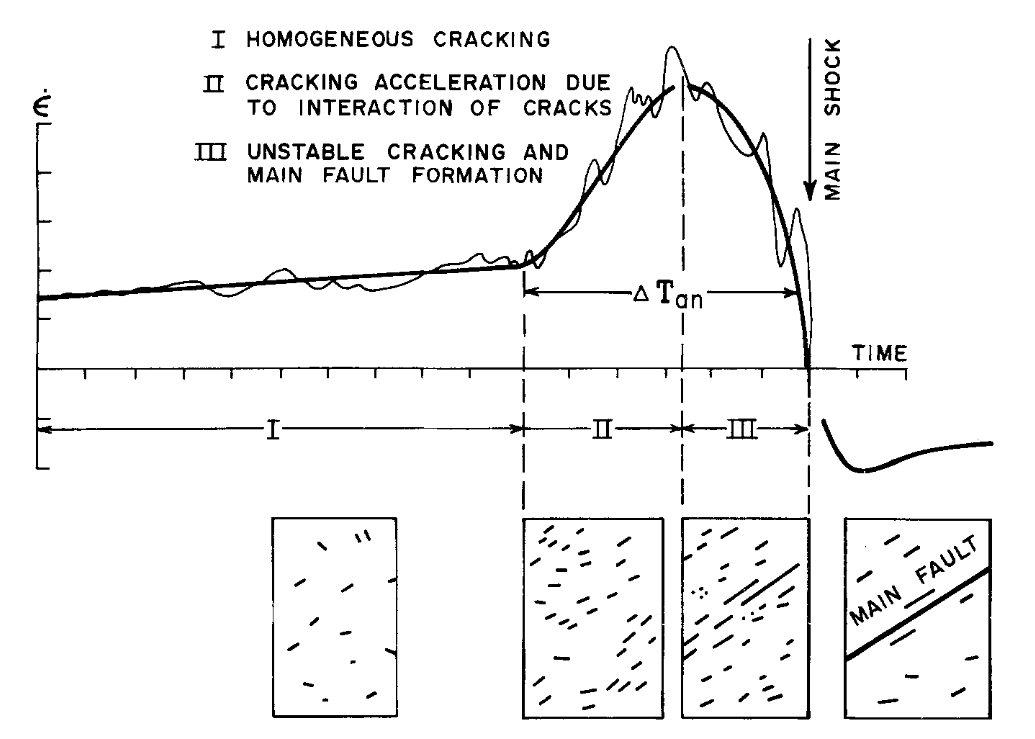 I HOMOGENEOUS CRACKING
II CRACKING ACCELERATION DUE
TO INTERACTION OF CRACKS
III UNSTABLE CRACKING AND
MAIN FAULT FORMATION
ε̇
MAIN SHOCK
Δ Tan
TIME
I
II
III
MAIN FAULT